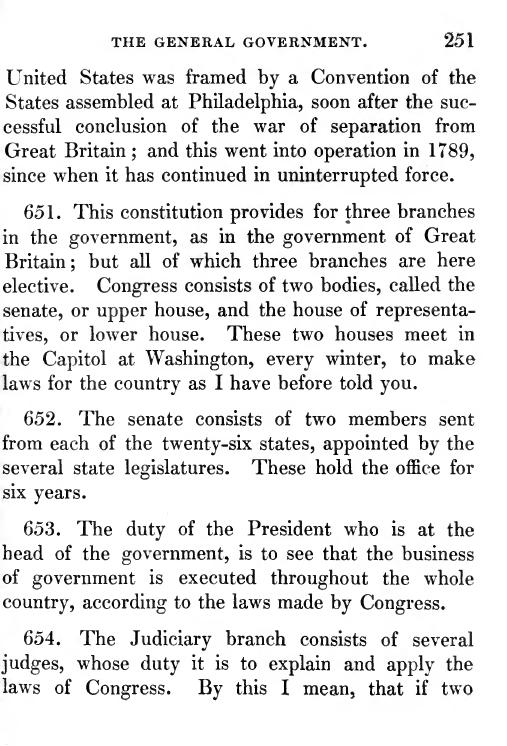 THE GENERAL GOVERNMENT. 251
United States was framed by a Convention of the
States assembled at Philadelphia, soon after the suc-
cessful conclusion of the war of separation from
Great Britain ; and this went into operation in 1789,
since when it has continued in uninterrupted force.
651. This constitution provides for three branches
in the government, as in the government of Great
Britain ; but all of which three branches are here
elective. Congress consists of two bodies, called the
senate, or upper house, and the house of representa-
tives, or lower house. These two houses meet in
the Capitol at Washington, every winter, to make
laws for the country as I have before told you.
652. The senate consists of two members sent
from each of the twenty-six states, appointed by the
several state legislatures. These hold the office for
six years.
653. The duty of the President who is at the
head of the government, is to see that the business
of government is executed throughout the whole
country, according to the laws made by Congress.
654. The Judiciary branch consists of several
judges, whose duty it is to explain and apply the
laws of Congress. By this I mean, that if two